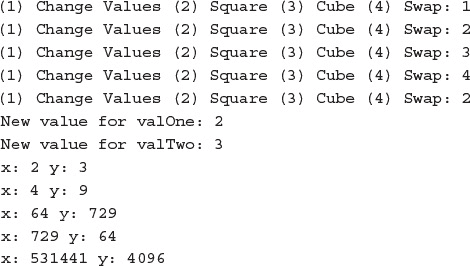 (1) Change Values (2) Square (3) Cube (4) Swap: 1
(1) Change Values (2) Square (3) Cube (4) Swap: 2
(1) Change Values (2) Square (3) Cube (4) Swap: 3
(1) Change Values (2) Square (3) Cube (4) Swap: 4
(1) Change Values (2) Square (3) Cube (4) Swap: 2
New value for valOne: 2
New value for valTwo: 3
x: 2 y: 3
x: 4 y: 9
x: 64 y: 729
x: 729 y: 64
x: 531441 y: 4096